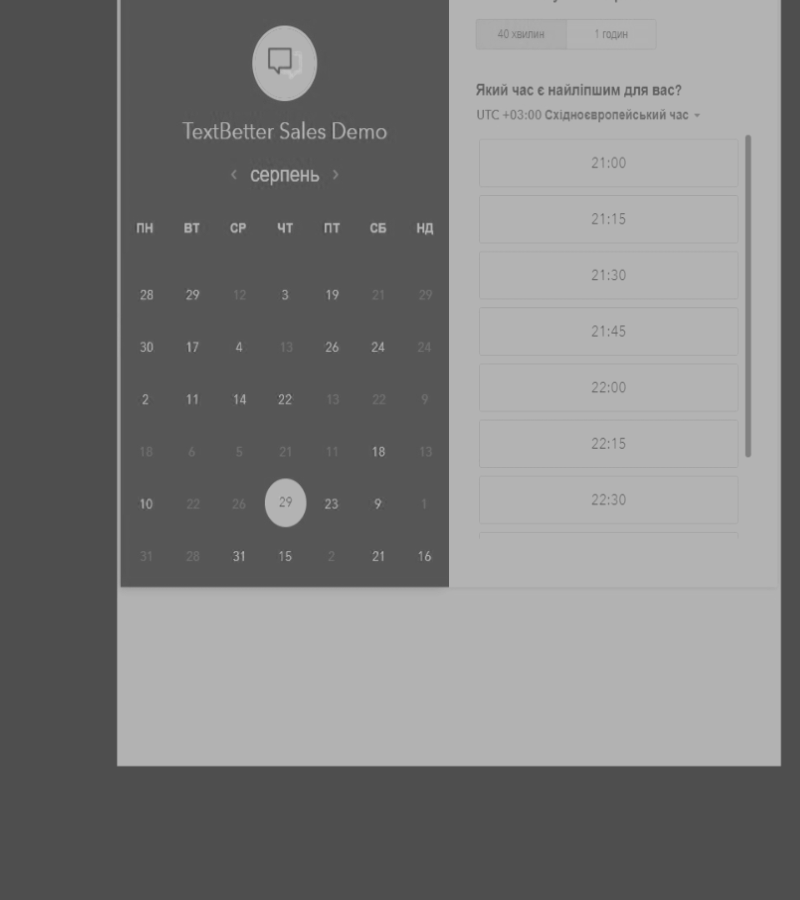 TextBetter Sales Demo
‹ серпень ›
ПН ВТ СР ЧТ ПТ СБ НД
28 29 12 3 19 21 29
30 17 4 13 26 24 24
2 11 14 22 13 22 9
18 6 5 21 11 18 13
10 22 26 29 23 9 1
31 28 31 15 2 21 16
40 хвилин 1 годин
Який час є найліпшим для вас?
UTC +03:00 Східноєвропейський час
21:00
21:15
21:30
21:45
22:00
22:15
22:30